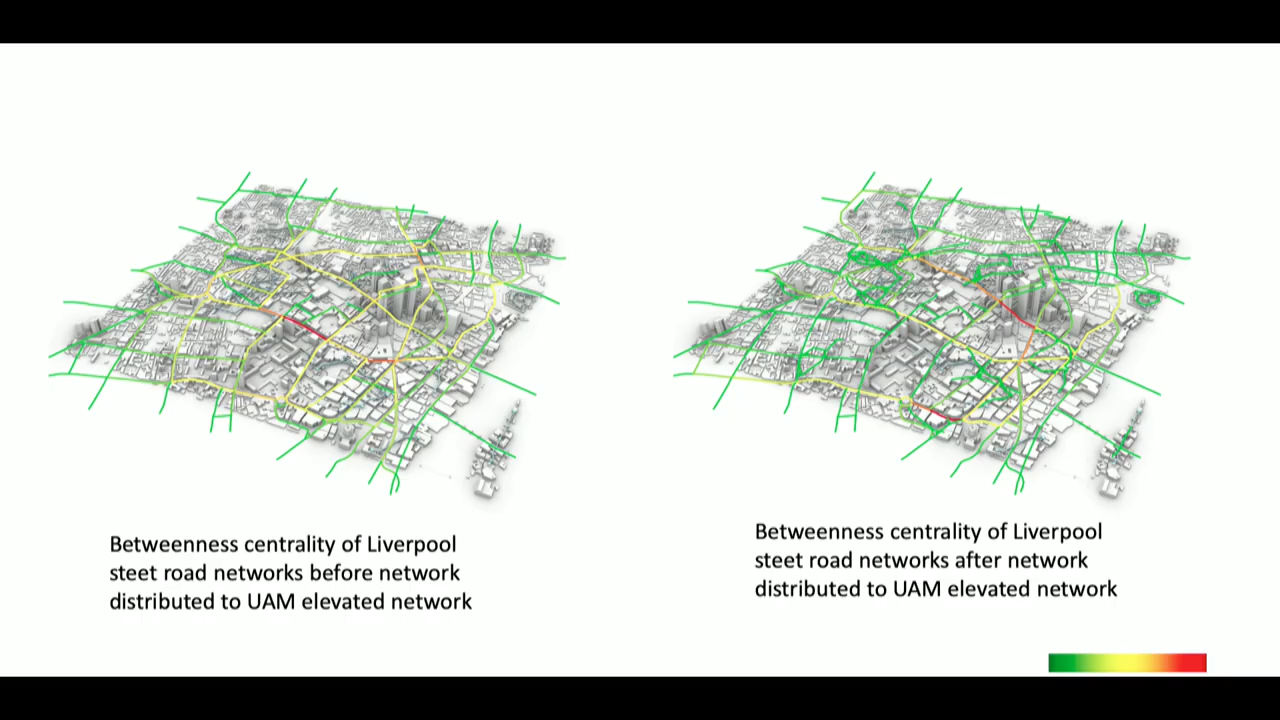 Betweenness centrality of Liverpool
steet road networks before network
distributed to UAM elevated network
Betweenness centrality of Liverpool
steet road networks after network
distributed to UAM elevated network